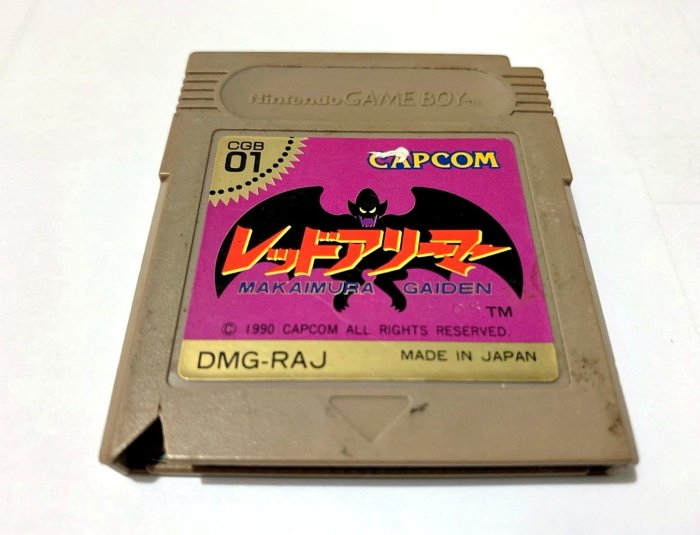 Nintendo GAME BOY TM
CGB
01
CAPCOM
レッドアリーマー
MAKAIMURA GAIDEN
TM
© 1990 CAPCOM ALL RIGHTS RESERVED.
DMG-RAJ MADE IN JAPAN